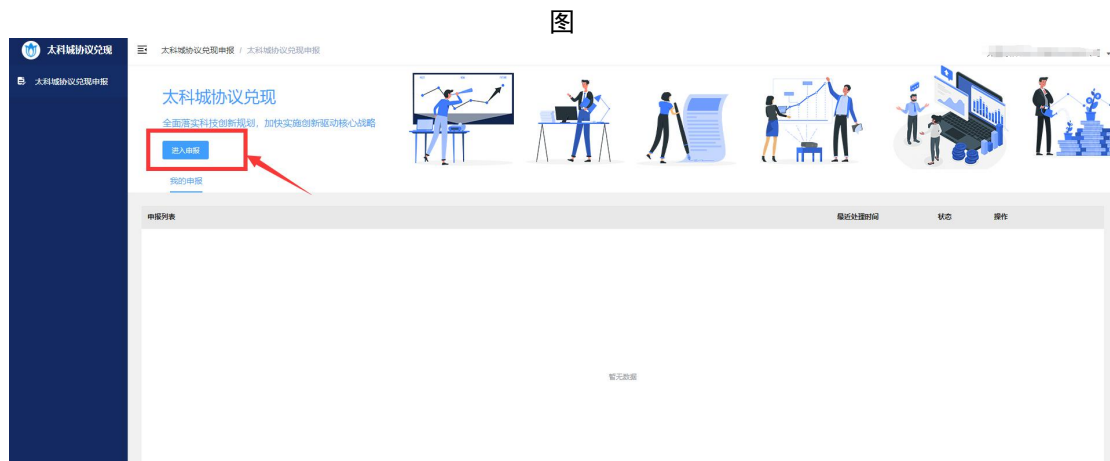 图
太科城协议兑现
太科城协议兑现申报 / 太科城协议兑现申报
太科城协议兑现申报
太科城协议兑现
全面落实科技创新规划，加快实施创新驱动核心战略
进入申报
我的申报
申报列表 最近处理时间 状态 操作
暂无数据